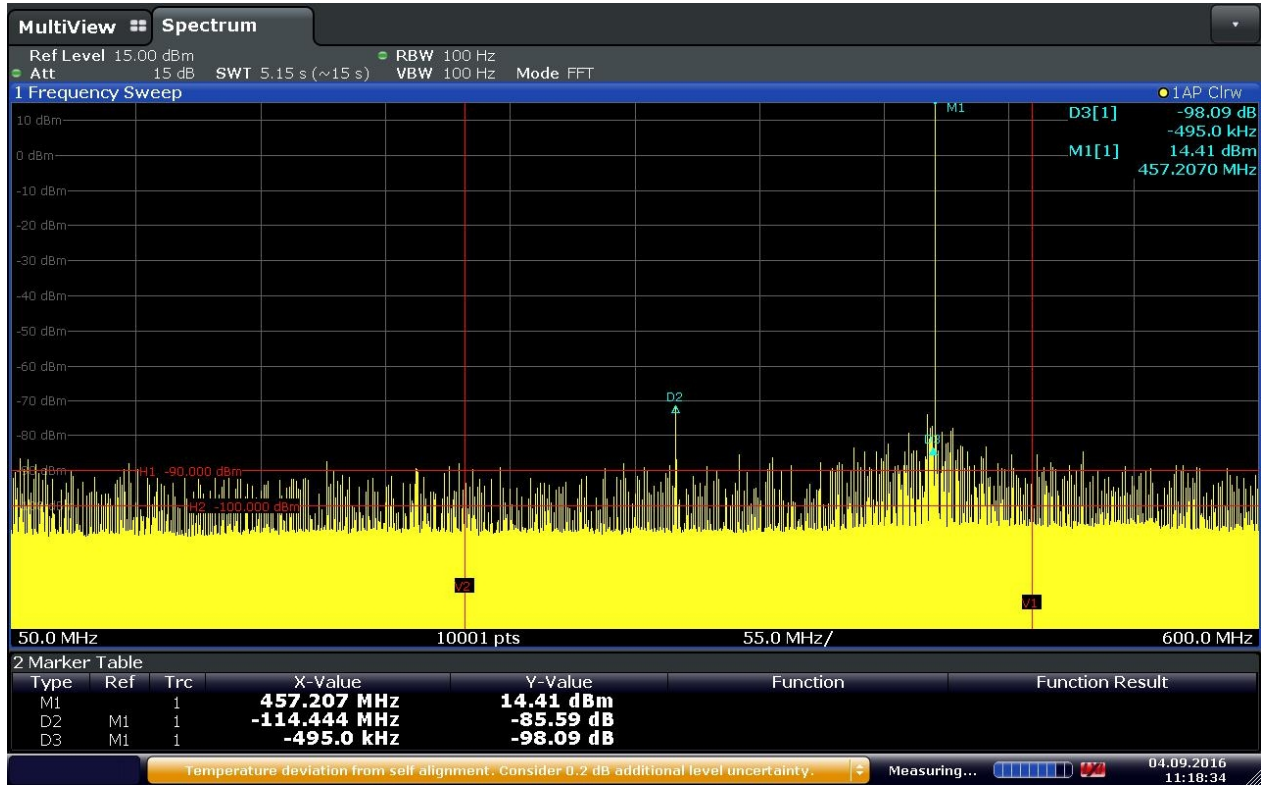 MultiView Spectrum
Ref Level 15.00 dBm RBW 100 Hz
Att 15 dB SWT 5.15 s (~15 s) VBW 100 Hz Mode FFT
1 Frequency Sweep 1AP Clrw
M1 D3[1] -98.09 dB
-495.0 kHz
M1[1] 14.41 dBm
457.2070 MHz
10 dBm
0 dBm
-10 dBm
-20 dBm
-30 dBm
-40 dBm
-50 dBm
-60 dBm
-70 dBm
D2
-80 dBm
H1 -90.000 dBm
H2 -100.000 dBm
V2
V1
50.0 MHz 10001 pts 55.0 MHz/ 600.0 MHz
2 Marker Table
Type Ref Trc X-Value Y-Value Function Function Result
M1 1 457.207 MHz 14.41 dBm
D2 M1 1 -114.444 MHz -85.59 dB
D3 M1 1 -495.0 kHz -98.09 dB
Temperature deviation from self alignment. Consider 0.2 dB additional level uncertainty. Measuring... 04.09.2016
11:18:34